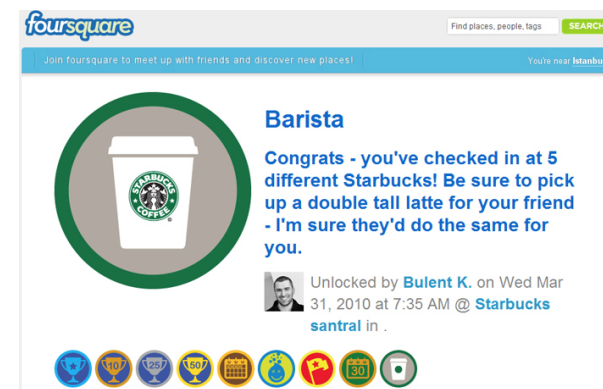 foursquare
Find places, people, tags
SEARCH
Join foursquare to meet up with friends and discover new places!
You're near Istanbu
Barista
Congrats - you've checked in at 5
different Starbucks! Be sure to pick
up a double tall latte for your friend
- I'm sure they'd do the same for
you.
STARBUCKS
COFFEE
Unlocked by Bulent K. on Wed Mar
31, 2010 at 7:35 AM @ Starbucks
santral in .
10
25
50
30